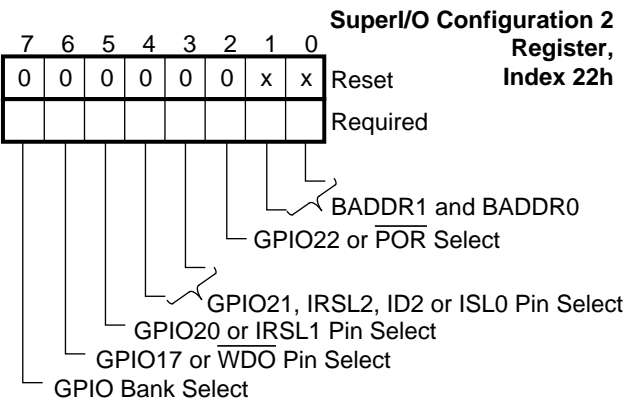 SuperI/O Configuration 2
Register,
Index 22h
7 6 5 4 3 2 1 0
0 0 0 0 0 0 x x Reset
Required
BADDR1 and BADDR0
GPIO22 or POR Select
GPIO21, IRSL2, ID2 or ISL0 Pin Select
GPIO20 or IRSL1 Pin Select
GPIO17 or WDO Pin Select
GPIO Bank Select